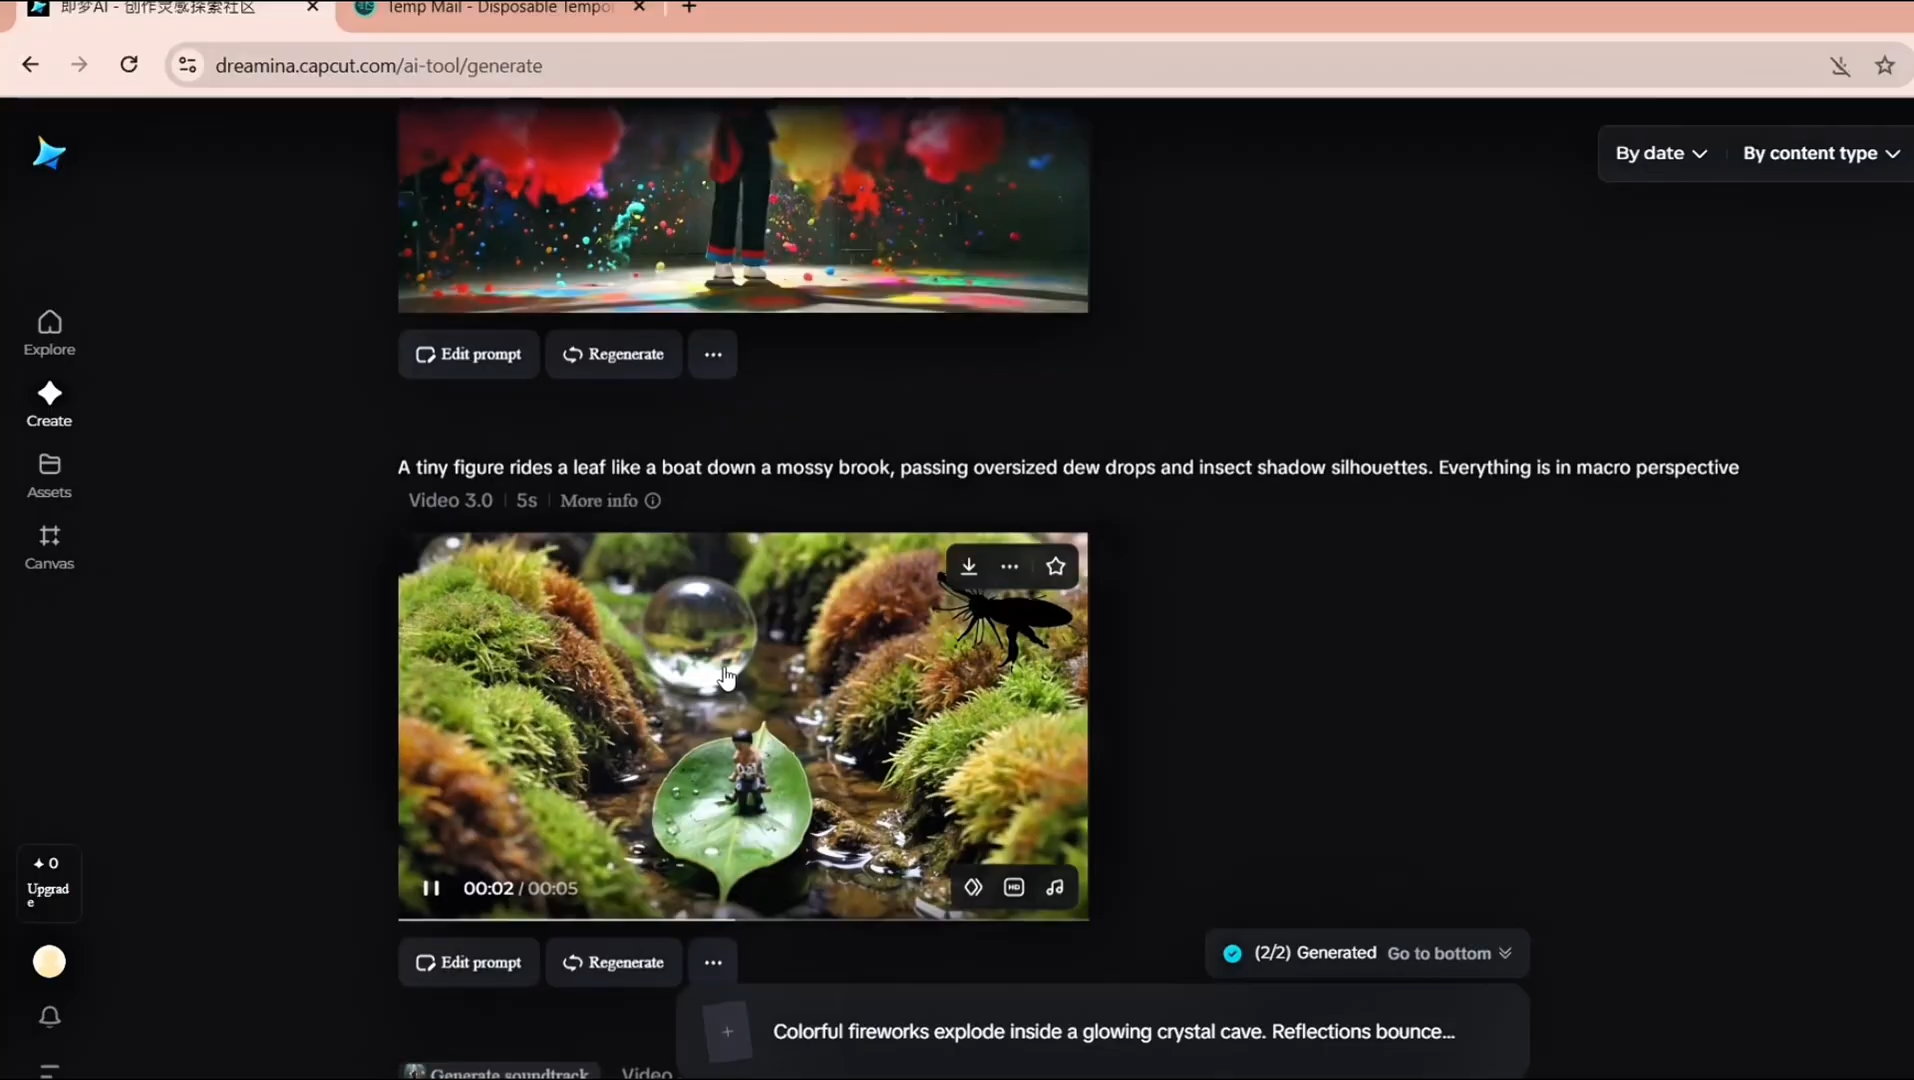 即梦AI - 创作灵感探索社区
Temp Mail - Disposable Tempo
dreamina.capcut.com/ai-tool/generate
By date
By content type
Explore
Create
Assets
Canvas
Edit prompt
Regenerate
A tiny figure rides a leaf like a boat down a mossy brook, passing oversized dew drops and insect shadow silhouettes. Everything is in macro perspective
Video 3.0 | 5s | More info
HD
00:02 / 00:05
0
Upgrad
e
Edit prompt
Regenerate
(2/2) Generated Go to bottom
Colorful fireworks explode inside a glowing crystal cave. Reflections bounce...
Generate soundtrack
Video